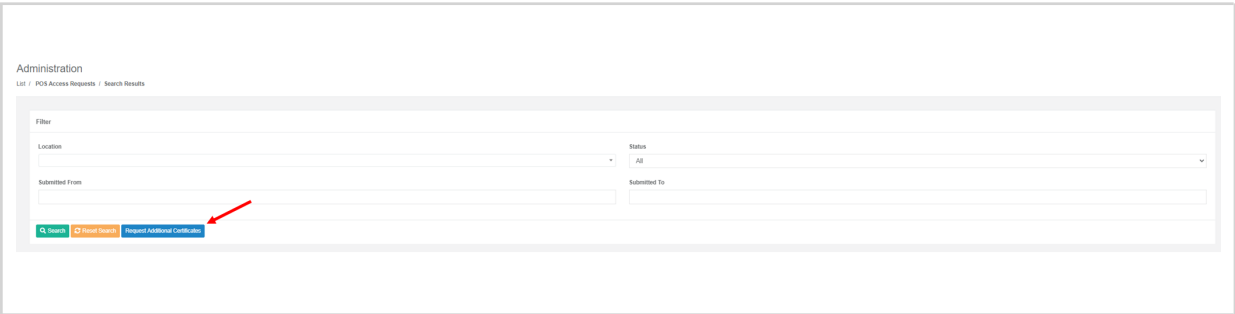 Administration
List / POS Access Requests / Search Results
Filter
Location
Status
All
Submitted From
Submitted To
Search
Reset Search
Request Additional Certificates